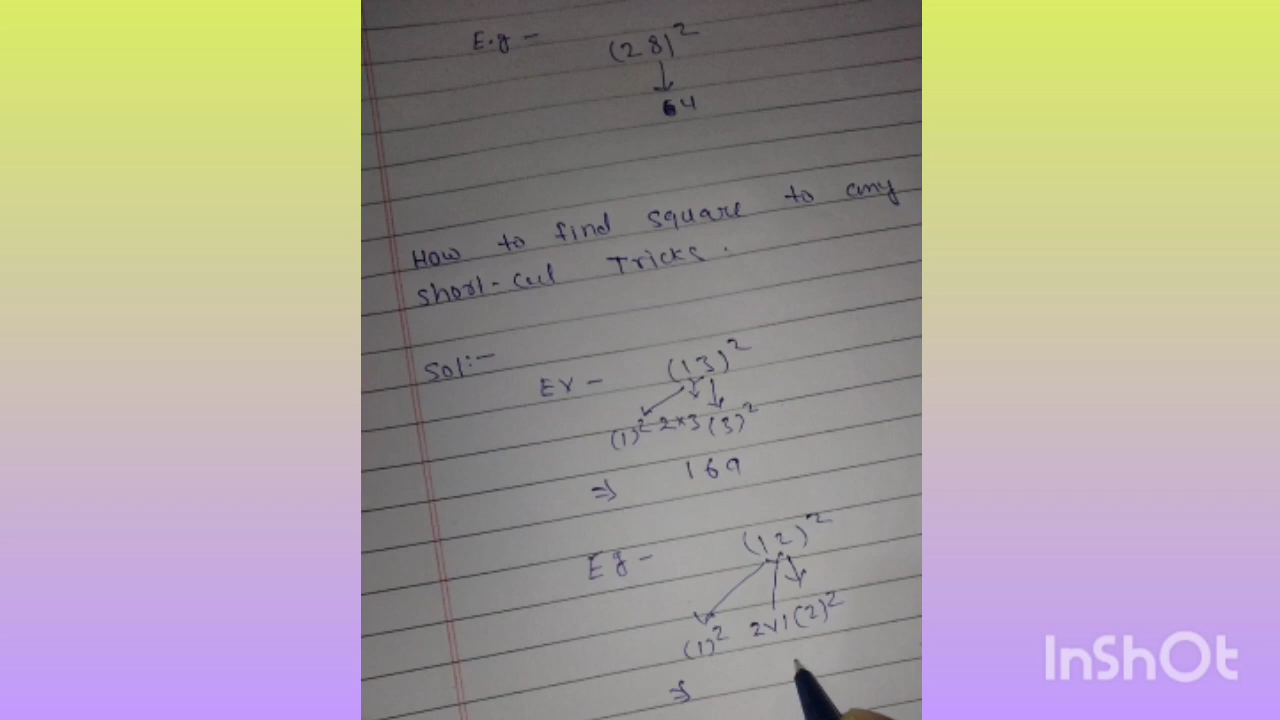 E.g - (28)²
64
How to find square to any
short-cut Tricks.
Sol:-
EX - (13)²
(1)² 2×3 (3)²
⇒ 169
Eg - (12)²
(1)² 2×1 (2)²
⇒
InShOt